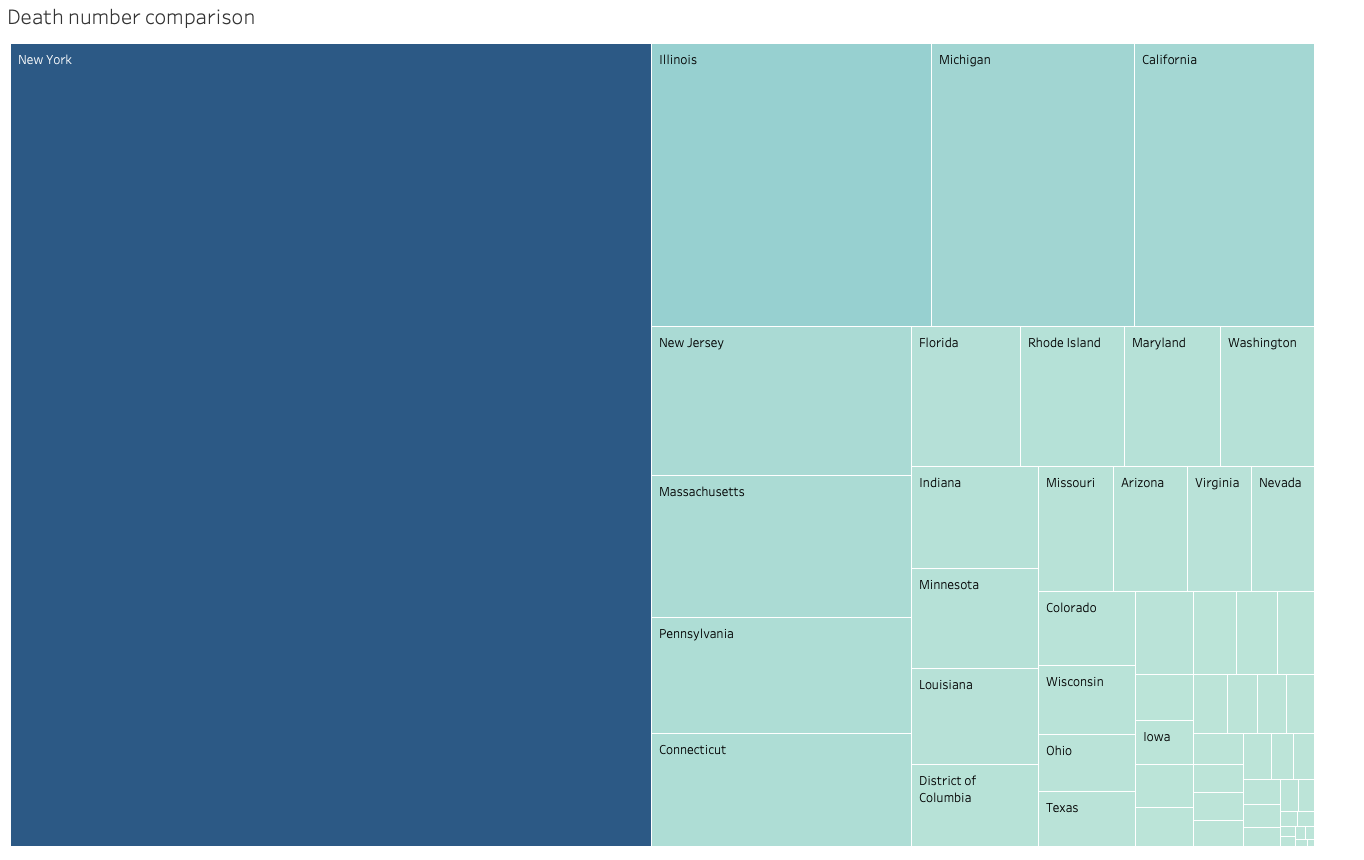 Death number comparison
New York
Illinois
Michigan
California
New Jersey
Florida
Rhode Island
Maryland
Washington
Massachusetts
Indiana
Missouri
Arizona
Virginia
Nevada
Minnesota
Colorado
Pennsylvania
Louisiana
Wisconsin
Iowa
Connecticut
Ohio
District of
Columbia
Texas